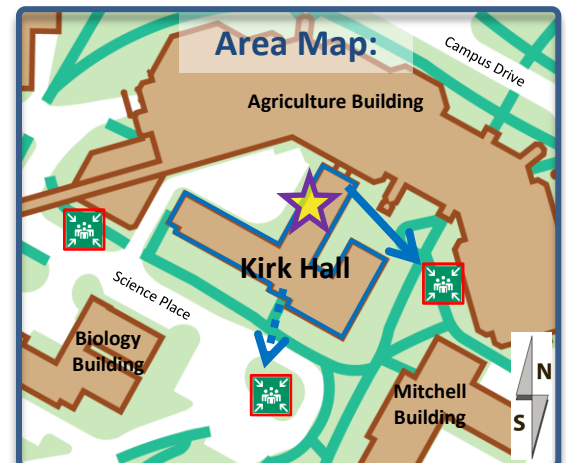 Area Map:
Campus Drive
Agriculture Building
Kirk Hall
Science Place
Biology
Building
Mitchell
Building
N
S